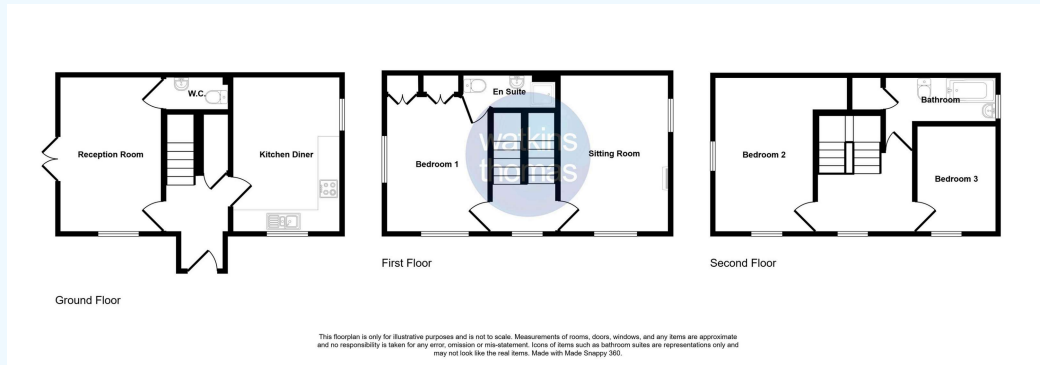 W.C.
Reception Room
Kitchen Diner
Ground Floor
En Suite
Bedroom 1
Sitting Room
watkins
thomas
First Floor
Bathroom
Bedroom 2
Bedroom 3
Second Floor
This floorplan is only for illustrative purposes and is not to scale. Measurements of rooms, doors, windows, and any items are approximate
and no responsibility is taken for any error, omission or mis-statement. Icons of items such as bathroom suites are representations only and
may not look like the real items. Made with Made Snappy 360.